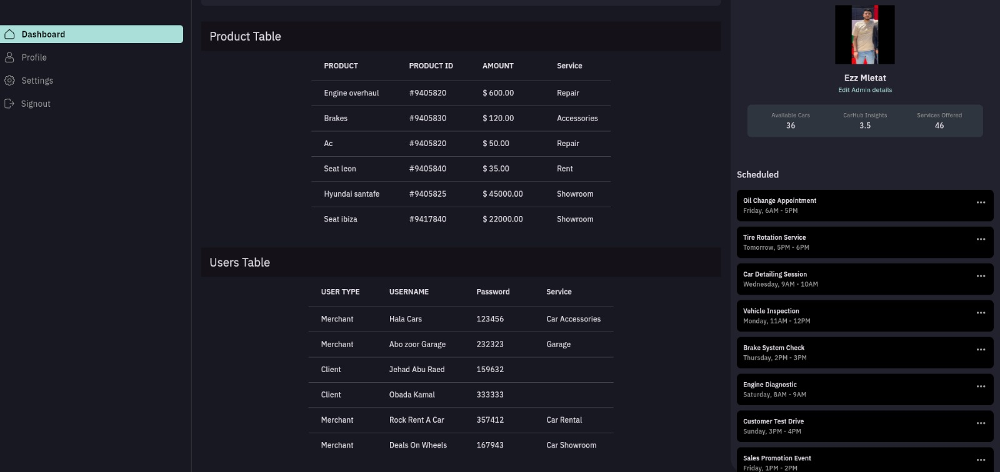 Dashboard
Profile
Settings
Signout
Product Table
PRODUCT PRODUCT ID AMOUNT Service
Engine overhaul #9405820 $ 600.00 Repair
Brakes #9405830 $ 120.00 Accessories
Ac #9405820 $ 50.00 Repair
Seat leon #9405840 $ 35.00 Rent
Hyundai santafe #9405825 $ 45000.00 Showroom
Seat ibiza #9417840 $ 22000.00 Showroom
Users Table
USER TYPE USERNAME Password Service
Merchant Hala Cars 123456 Car Accessories
Merchant Abo zoor Garage 232323 Garage
Client Jehad Abu Raed 159632
Client Obada Kamal 333333
Merchant Rock Rent A Car 357412 Car Rental
Merchant Deals On Wheels 167943 Car Showroom
Ezz Mletat
Edit Admin details
Available Cars CarHub Insights Services Offered
36 3.5 46
Scheduled
Oil Change Appointment
Friday, 6AM - 5PM
Tire Rotation Service
Tomorrow, 5PM - 6PM
Car Detailing Session
Wednesday, 9AM - 10AM
Vehicle Inspection
Monday, 11AM - 12PM
Brake System Check
Thursday, 2PM - 3PM
Engine Diagnostic
Saturday, 8AM - 9AM
Customer Test Drive
Sunday, 3PM - 4PM
Sales Promotion Event
Friday, 1PM - 2PM